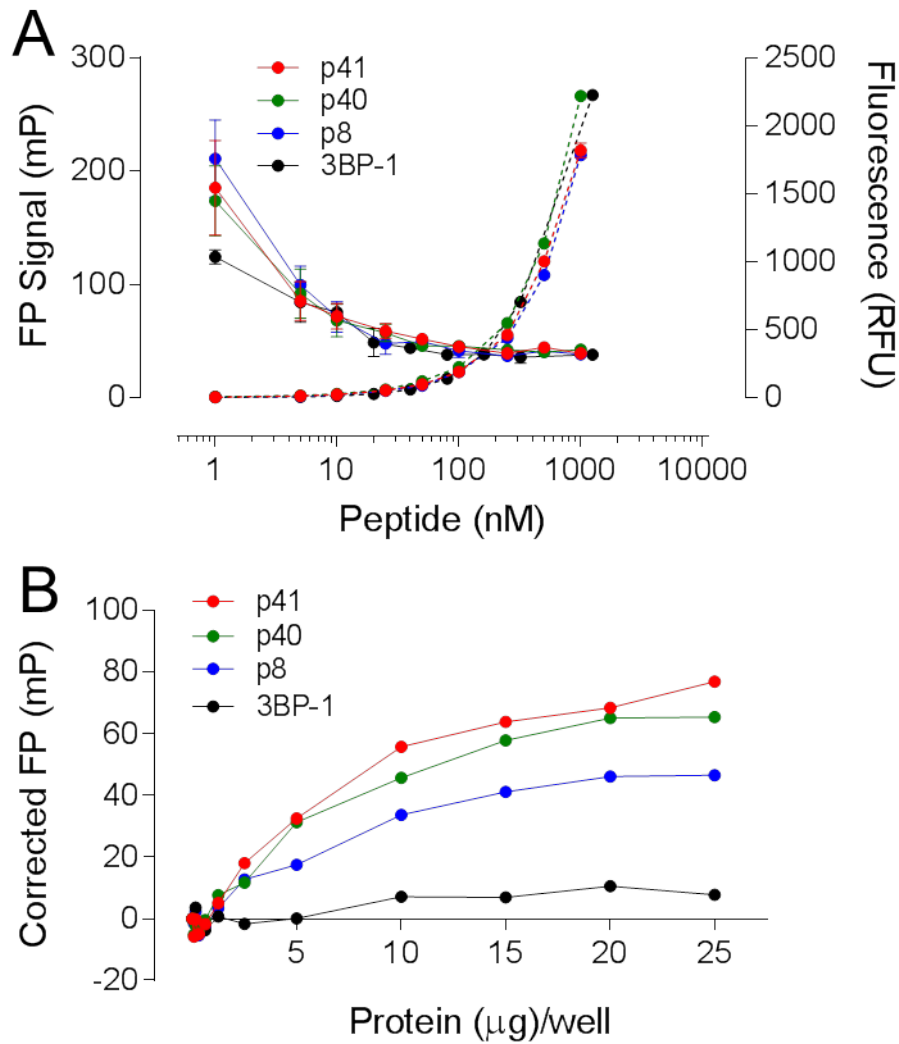 A
300
200
100
0
FP Signal (mP)
p41
p40
p8
3BP-1
2500
2000
1500
1000
500
0
Fluorescence (RFU)
1 10 100 1000 10000
Peptide (nM)
B
100
80
60
40
20
0
-20
Corrected FP (mP)
p41
p40
p8
3BP-1
5 10 15 20 25
Protein (μg)/well